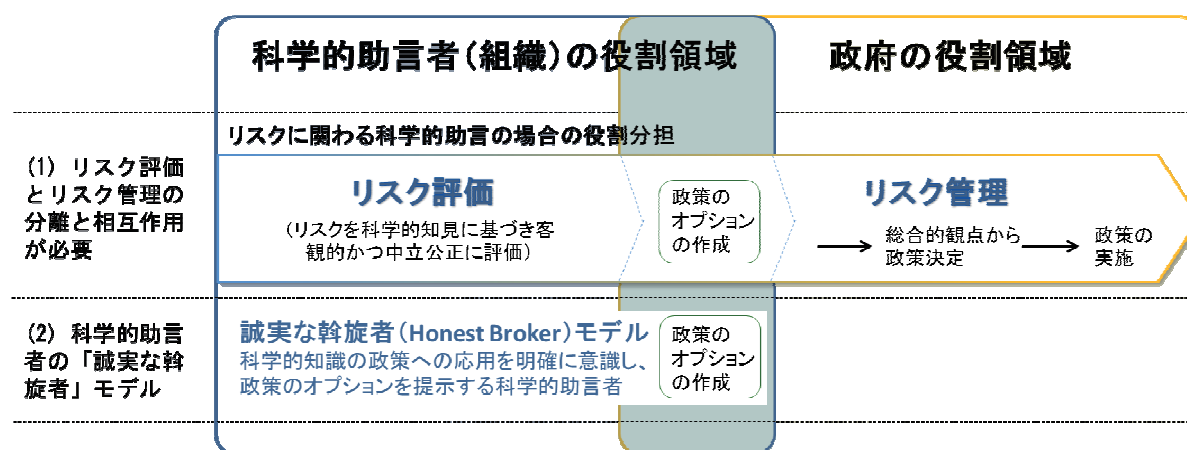 科学的助言者(組織)の役割領域
政府の役割領域
リスクに関わる科学的助言の場合の役割分担
(1) リスク評価
とリスク管理の
分離と相互作用
が必要
リスク評価
(リスクを科学的知見に基づき客
観的かつ中立公正に評価)
政策の
オプション
の作成
リスク管理
総合的観点から
政策決定
政策の
実施
(2) 科学的助言
者の「誠実な斡
旋者」モデル
誠実な斡旋者(Honest Broker)モデル
科学的知識の政策への応用を明確に意識し、
政策のオプションを提示する科学的助言者
政策の
オプション
の作成